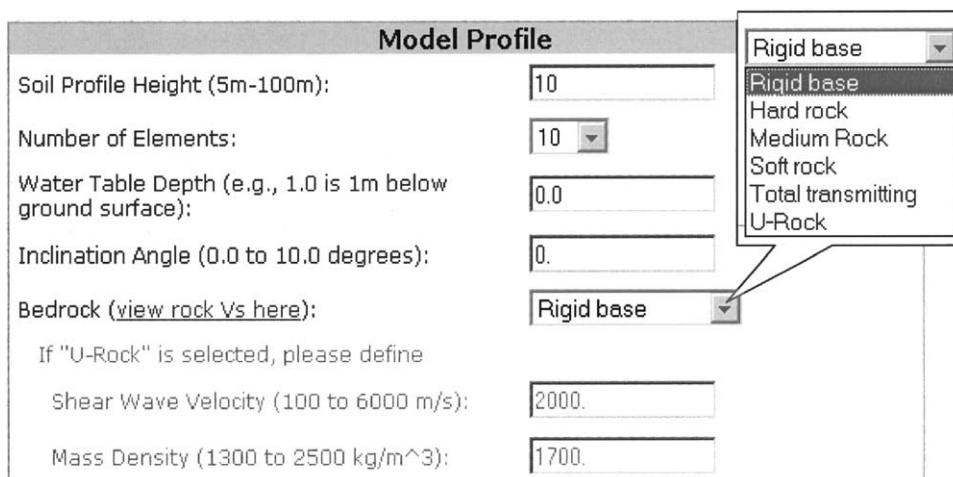 Model Profile
Soil Profile Height (5m-100m): 10
Number of Elements: 10
Water Table Depth (e.g., 1.0 is 1m below
ground surface): 0.0
Inclination Angle (0.0 to 10.0 degrees): 0.
Bedrock (view rock Vs here): Rigid base
If "U-Rock" is selected, please define
Shear Wave Velocity (100 to 6000 m/s): 2000.
Mass Density (1300 to 2500 kg/m^3): 1700.
Rigid base
Rigid base
Hard rock
Medium Rock
Soft rock
Total transmitting
U-Rock